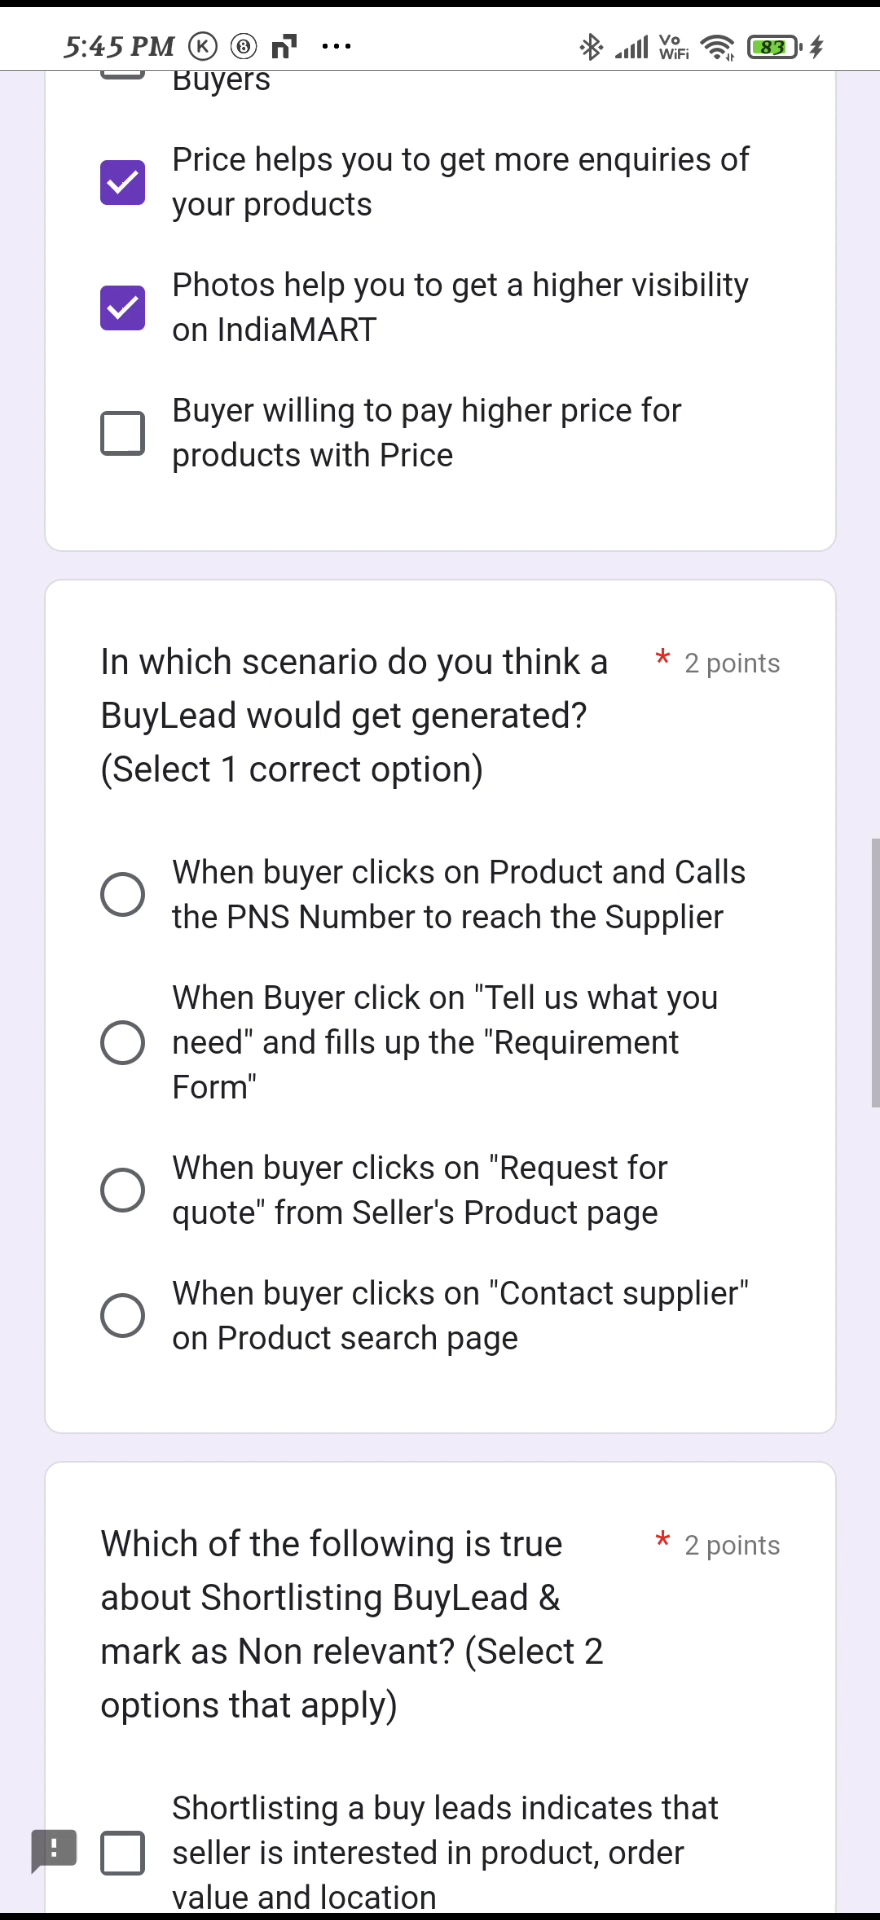 5:45 PM K 8 n ...
Vo WiFi 83
Buyers
Price helps you to get more enquiries of
your products
Photos help you to get a higher visibility
on IndiaMART
Buyer willing to pay higher price for
products with Price
In which scenario do you think a * 2 points
BuyLead would get generated?
(Select 1 correct option)
When buyer clicks on Product and Calls
the PNS Number to reach the Supplier
When Buyer click on "Tell us what you
need" and fills up the "Requirement
Form"
When buyer clicks on "Request for
quote" from Seller's Product page
When buyer clicks on "Contact supplier"
on Product search page
Which of the following is true * 2 points
about Shortlisting BuyLead &
mark as Non relevant? (Select 2
options that apply)
Shortlisting a buy leads indicates that
seller is interested in product, order
value and location